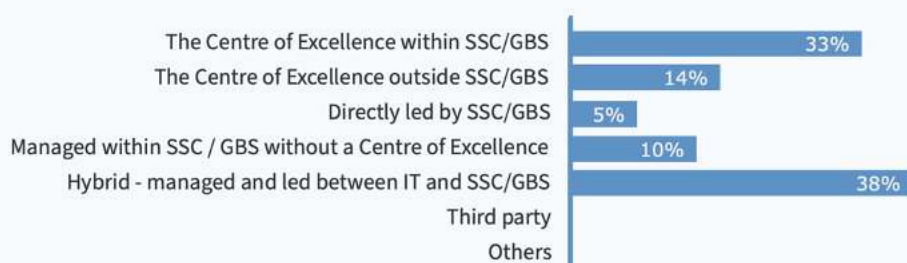 The Centre of Excellence within SSC/GBS 33%
The Centre of Excellence outside SSC/GBS 14%
Directly led by SSC/GBS 5%
Managed within SSC / GBS without a Centre of Excellence 10%
Hybrid - managed and led between IT and SSC/GBS 38%
Third party
Others